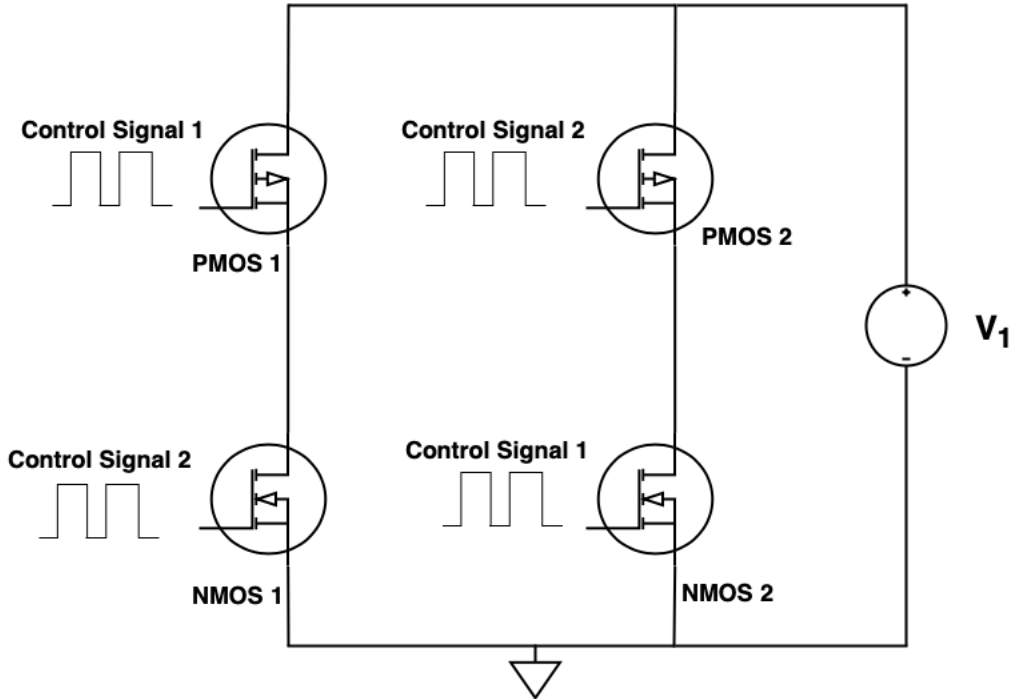 Control Signal 1
Control Signal 2
PMOS 1
PMOS 2
+
V1
-
Control Signal 2
Control Signal 1
NMOS 1
NMOS 2